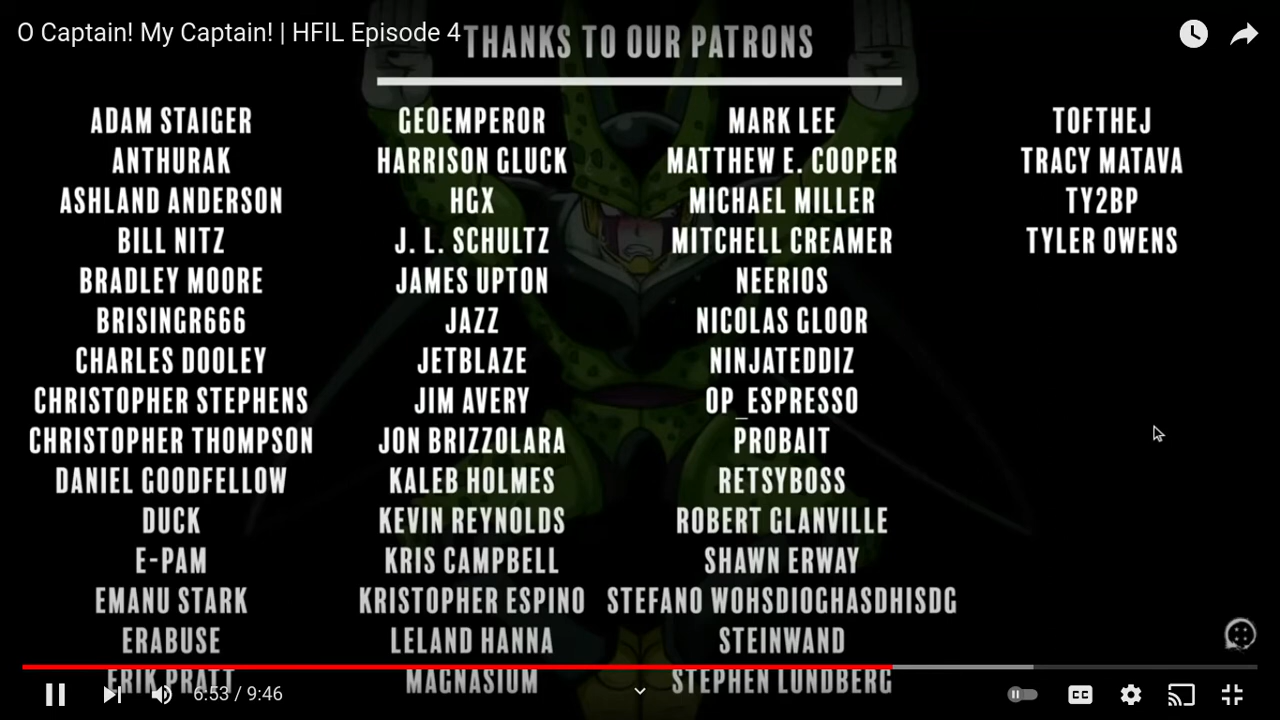 O Captain! My Captain! | HFIL Episode 4
THANKS TO OUR PATRONS
ADAM STAIGER
ANTHURAK
ASHLAND ANDERSON
BILL NITZ
BRADLEY MOORE
BRISINGR666
CHARLES DOOLEY
CHRISTOPHER STEPHENS
CHRISTOPHER THOMPSON
DANIEL GOODFELLOW
DUCK
E-PAM
EMANU STARK
ERABUSE
ERIK PRATT
GEOEMPEROR
HARRISON GLUCK
HGX
J. L. SCHULTZ
JAMES UPTON
JAZZ
JETBLAZE
JIM AVERY
JON BRIZZOLARA
KALEB HOLMES
KEVIN REYNOLDS
KRIS CAMPBELL
KRISTOPHER ESPINO
LELAND HANNA
MAGNASIUM
MARK LEE
MATTHEW E. COOPER
MICHAEL MILLER
MITCHELL CREAMER
NEERIOS
NICOLAS GLOOR
NINJATEDDIZ
OP_ESPRESSO
PROBAIT
RETSYBOSS
ROBERT GLANVILLE
SHAWN ERWAY
STEFANO WOHSDIOGHASDHISDG
STEINWAND
STEPHEN LUNDBERG
TOFTHEJ
TRACY MATAVA
TY2BP
TYLER OWENS
6:53 / 9:46
CC